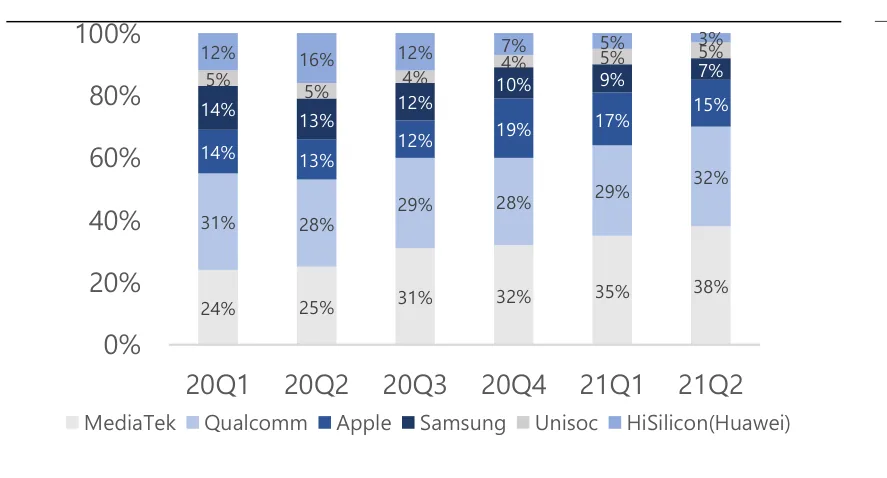 100%
80%
60%
40%
20%
0%
12% 16% 12% 7% 5% 3%
5% 5% 4% 4% 5% 5%
14% 13% 12% 10% 9% 7%
14% 13% 12% 19% 17% 15%
31% 28% 29% 28% 29% 32%
24% 25% 31% 32% 35% 38%
20Q1 20Q2 20Q3 20Q4 21Q1 21Q2
MediaTek Qualcomm Apple Samsung Unisoc HiSilicon(Huawei)